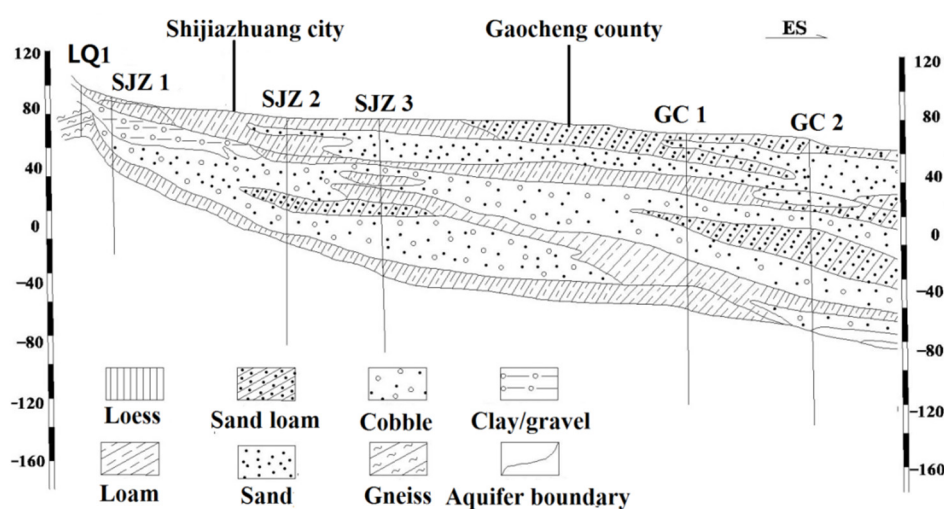 Shijiazhuang city
Gaocheng county
ES
LQ1
SJZ 1
SJZ 2
SJZ 3
GC 1
GC 2
120
80
40
0
−40
−80
−120
−160
120
80
40
0
−40
−80
−120
−160
Loess
Sand loam
Cobble
Clay/gravel
Loam
Sand
Gneiss
Aquifer boundary